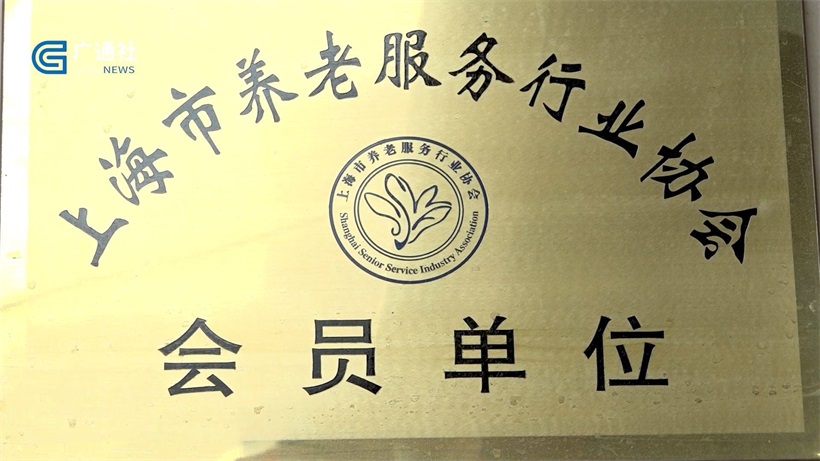 广通社
NEWS
上海市养老服务行业协会
上海市养老服务行业协会
Shanghai Senior Service Industry Association
会员单位